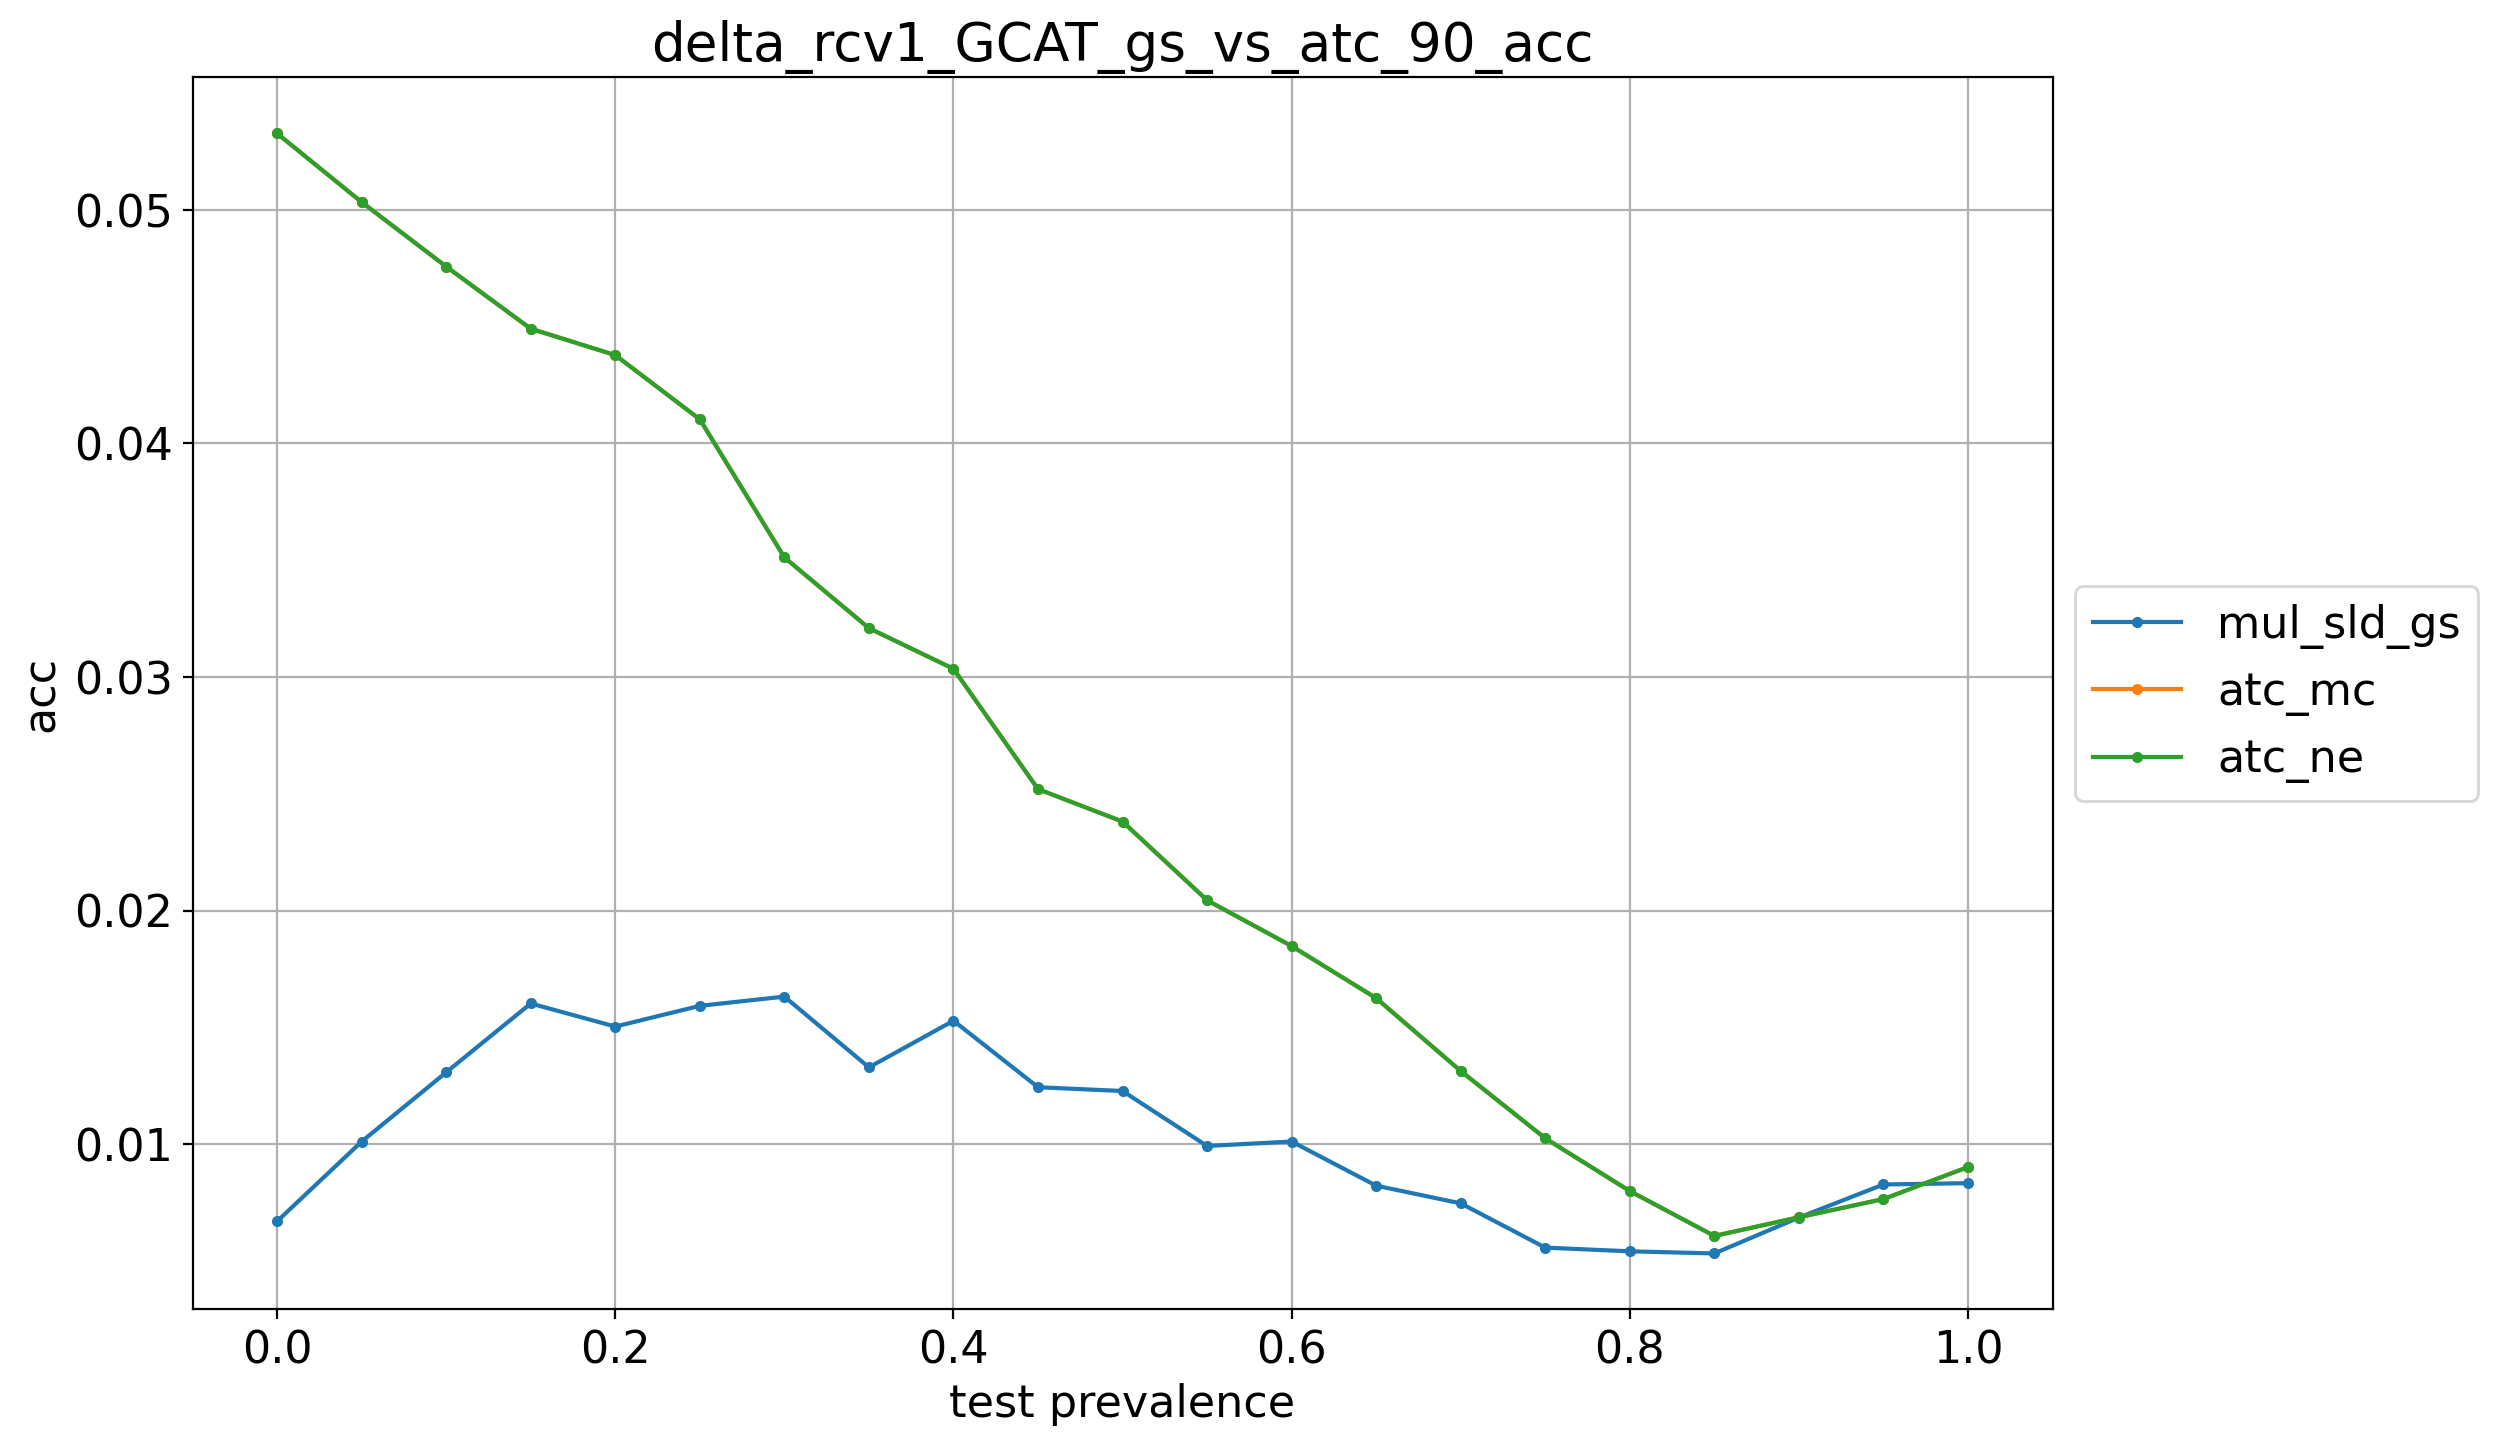 delta_rcv1_GCAT_gs_vs_atc_90_acc
0.05
0.04
0.03
0.02
0.01
acc
0.0 0.2 0.4 0.6 0.8 1.0
test prevalence
mul_sld_gs
atc_mc
atc_ne